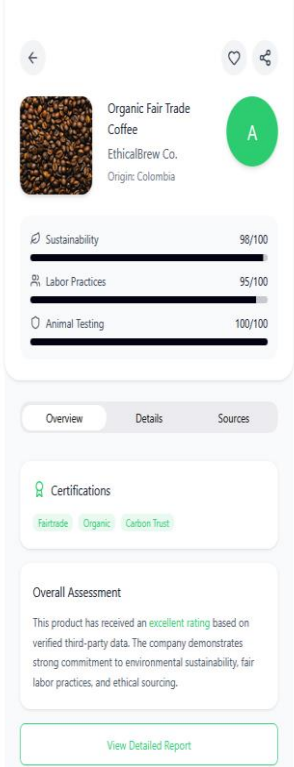 Organic Fair Trade
Coffee
A
EthicalBrew Co.
Origin: Colombia
Sustainability 98/100
Labor Practices 95/100
Animal Testing 100/100
Overview Details Sources
Certifications
Fairtrade Organic Carbon Trust
Overall Assessment
This product has received an excellent rating based on
verified third-party data. The company demonstrates
strong commitment to environmental sustainability, fair
labor practices, and ethical sourcing.
View Detailed Report